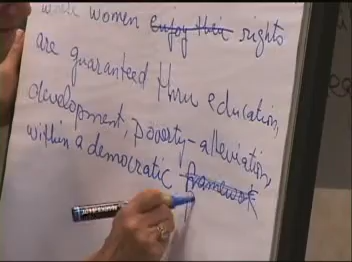 women enjoy their rights
are guaranteed thru education,
development, poverty-alleviation,
within a democratic framework